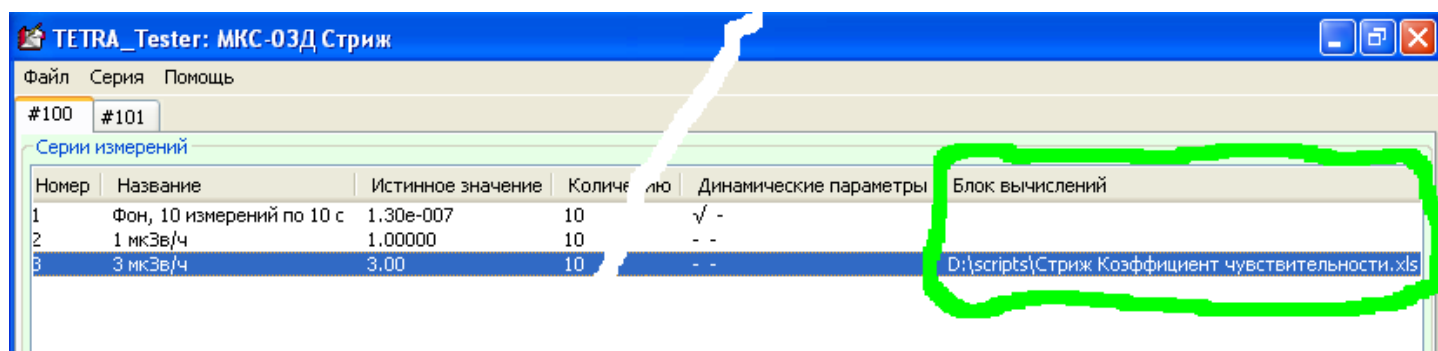 TETRA_Tester: МКС-03Д Стриж
Файл Серия Помощь
#100 #101
Серии измерений
Номер Название Истинное значение Динамические параметры Блок вычислений
1 Фон, 10 измерений по 10 с 1.30e-007 10 √ -
2 1 мкЗв/ч 1.00000 10 - -
3 3 мкЗв/ч 3.00 10 - - D:\scripts\Стриж Коэффициент чувствительности.xls